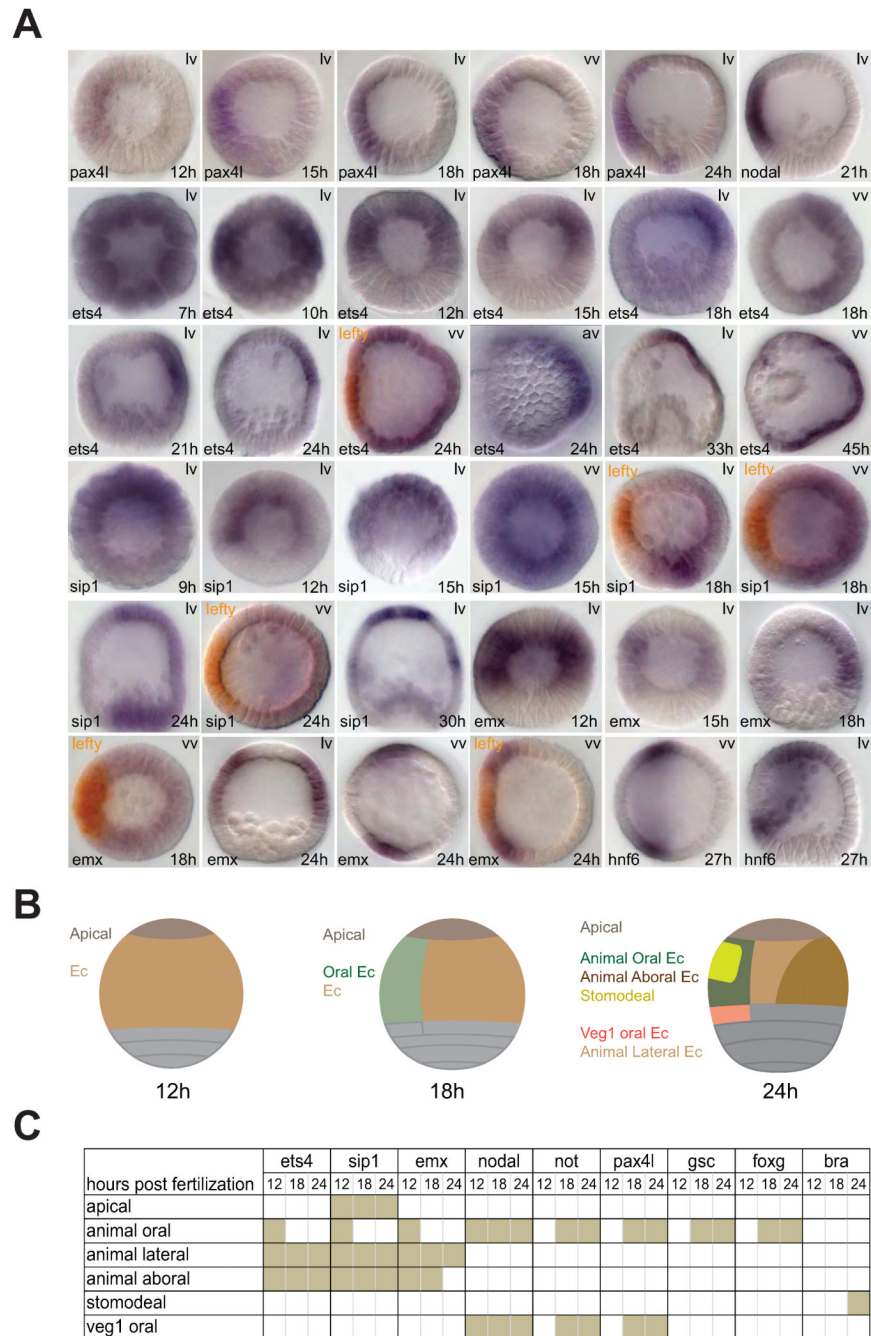 A
lv lv lv vv lv lv
pax4l 12h pax4l 15h pax4l 18h pax4l 18h pax4l 24h nodal 21h
lv lv lv lv lv vv
ets4 7h ets4 10h ets4 12h ets4 15h ets4 18h ets4 18h
lv lv lefty vv av lv vv
ets4 21h ets4 24h ets4 24h ets4 24h ets4 33h ets4 45h
lv lv lv vv lefty lv lefty vv
sip1 9h sip1 12h sip1 15h sip1 15h sip1 18h sip1 18h
lv lefty vv lv lv lv lv
sip1 24h sip1 24h sip1 30h emx 12h emx 15h emx 18h
lefty vv lv vv lefty vv vv lv
emx 18h emx 24h emx 24h emx 24h hnf6 27h hnf6 27h
B
Apical Apical Apical
Ec Oral Ec Animal Oral Ec
Ec Animal Aboral Ec
Stomodeal
Veg1 oral Ec
Animal Lateral Ec
12h 18h 24h
C
ets4 sip1 emx nodal not pax4l gsc foxg bra
hours post fertilization 12 18 24 12 18 24 12 18 24 12 18 24 12 18 24 12 18 24 12 18 24 12 18 24 12 18 24
apical
animal oral
animal lateral
animal aboral
stomodeal
veg1 oral